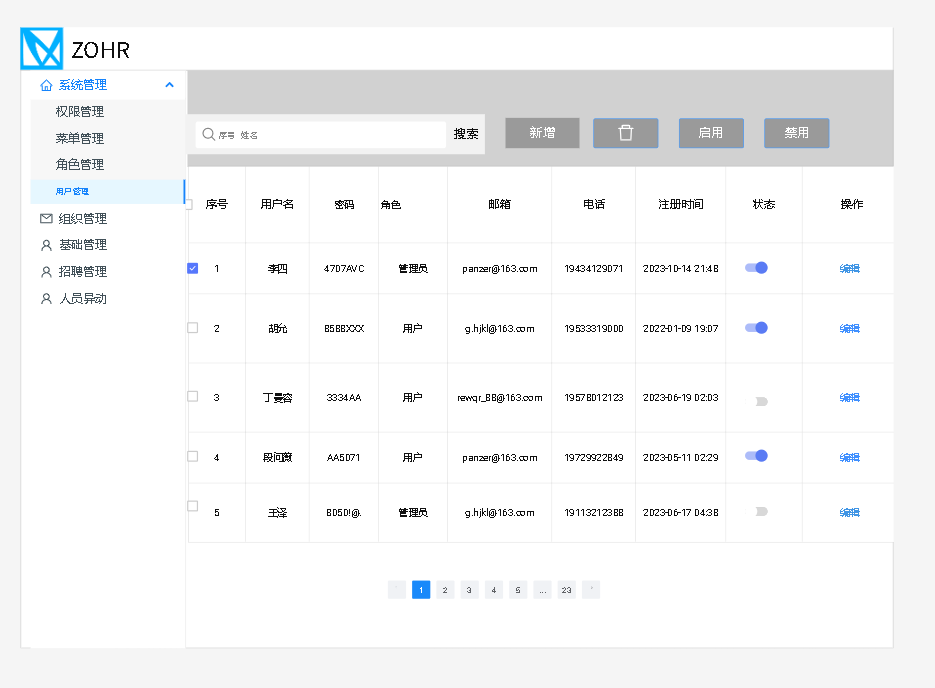 ZOHR
系统管理
权限管理
菜单管理
角色管理
用户管理
组织管理
基础管理
招聘管理
人员异动
序号 姓名 搜索 新增 启用 禁用
序号 用户名 密码 角色 邮箱 电话 注册时间 状态 操作
1 李四 47D7AVC 管理员 panzer@163.com 19434129071 2023-10-14 21:48 编辑
2 胡允 B5BBXXX 用户 g.hjkl@163.com 19533319000 2022-01-09 19:07 编辑
3 丁曼容 3334AA 用户 rewqr_BB@163.com 19578012123 2023-06-19 02:03 编辑
4 段问薇 AA5D71 用户 panzer@163.com 19729922849 2023-05-11 02:29 编辑
5 王泽 BD5D!@. 管理员 g.hjkl@163.com 19113212388 2023-06-17 04:38 编辑
1 2 3 4 5 ... 23